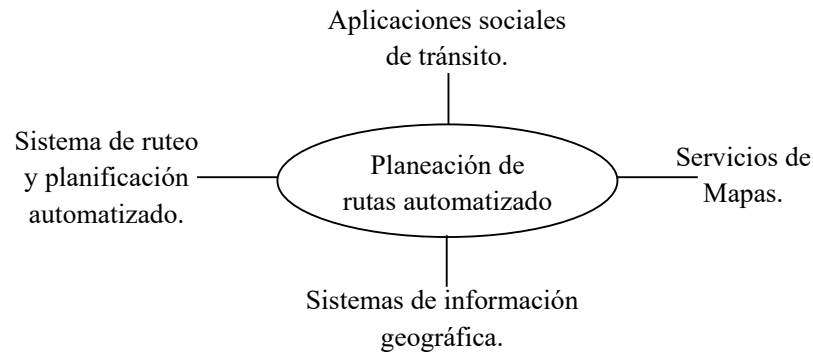 Aplicaciones sociales
de tránsito.
Sistema de ruteo
y planificación
automatizado.
Planeación de
rutas automatizado
Servicios de
Mapas.
Sistemas de información
geográfica.